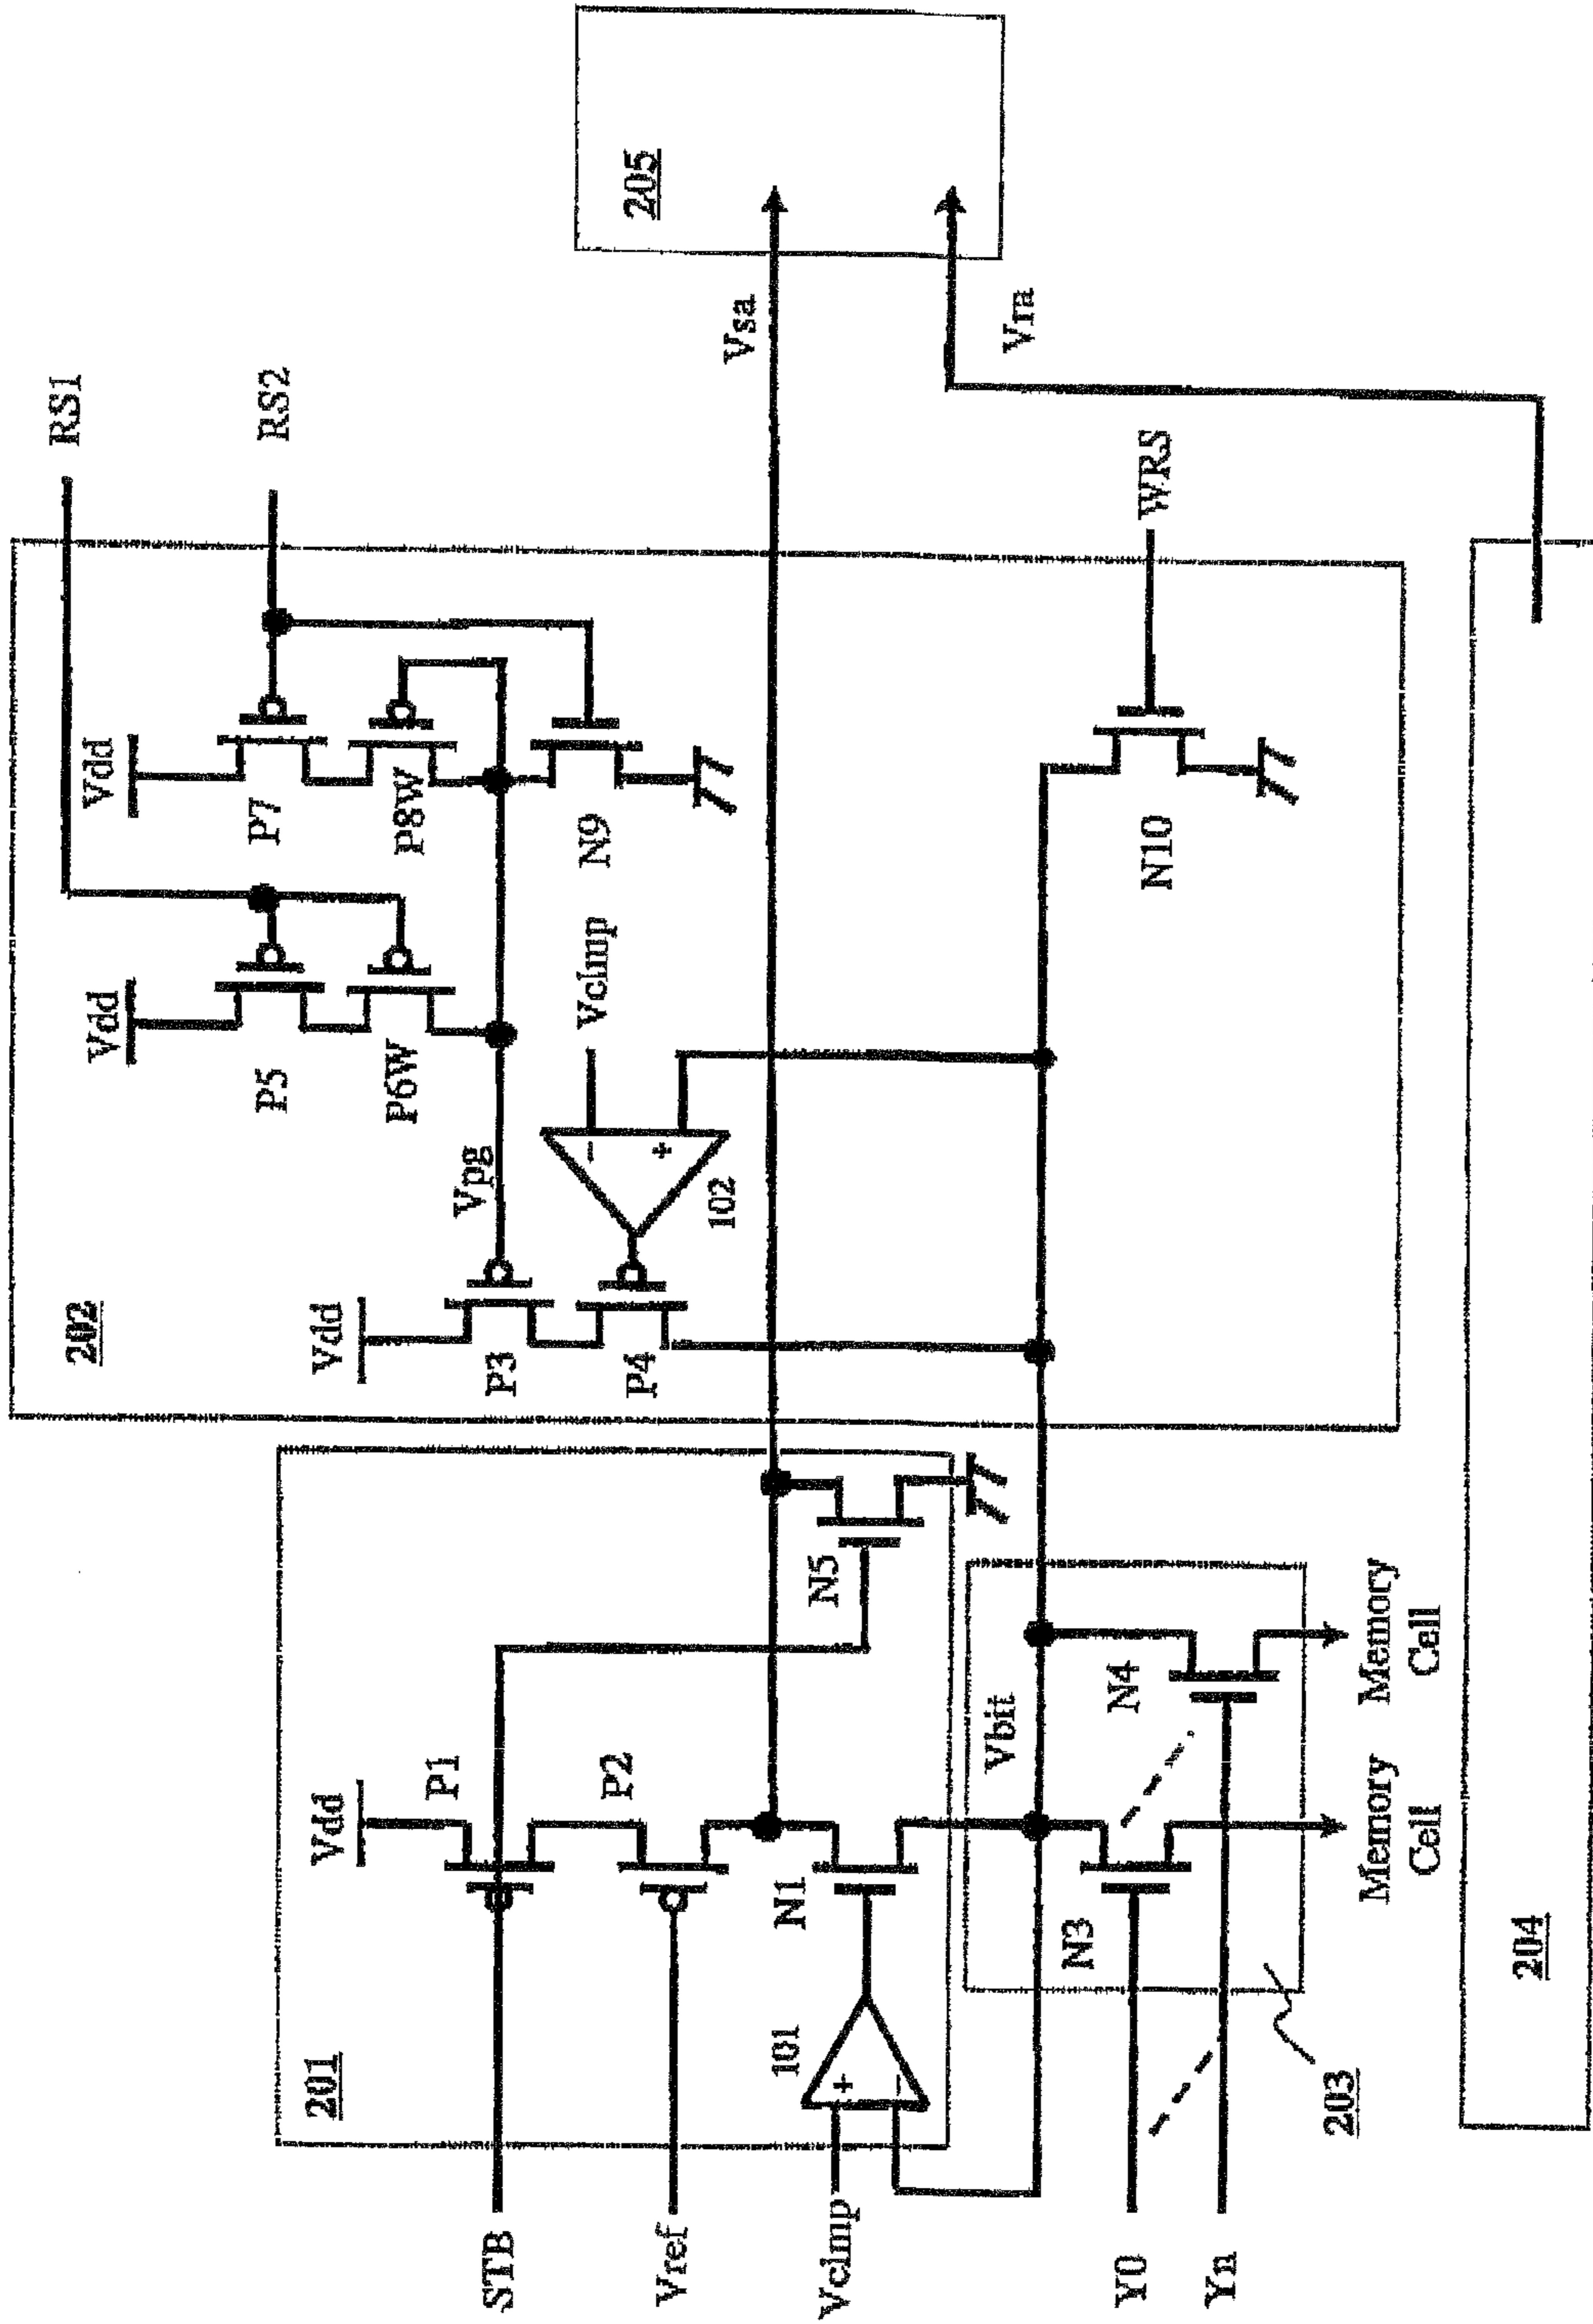 RS1
RS2
202
Vdd
Vdd
P5
P7
P6W
P8W
Vpg
Vdd
P3
P4
102
-
+
Vclmp
N9
205
Vsa
Vra
WRS
N10
201
STB
Vref
Vclmp
Vdd
P1
P2
N1
N5
101
+
-
Vbit
N3
N4
Y0
Yn
203
Memory
Cell
Memory
Cell
204